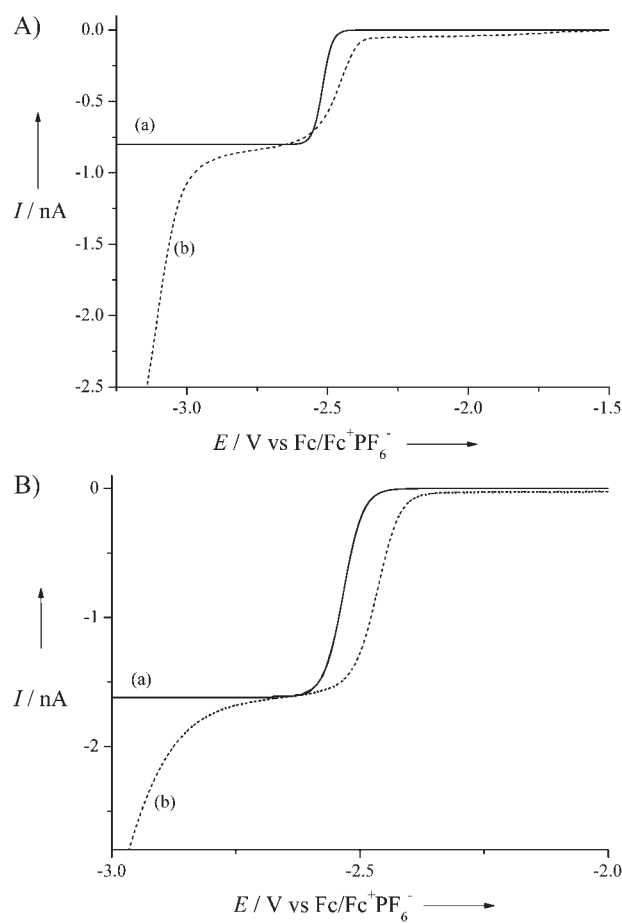 A)
0.0
-0.5
(a)
-1.0
I / nA
(b)
-1.5
-2.0
-2.5
-3.0 -2.5 -2.0 -1.5
E / V vs Fc/Fc⁺PF₆⁻
B)
0
-1
(a)
I / nA
-2
(b)
-3.0 -2.5 -2.0
E / V vs Fc/Fc⁺PF₆⁻